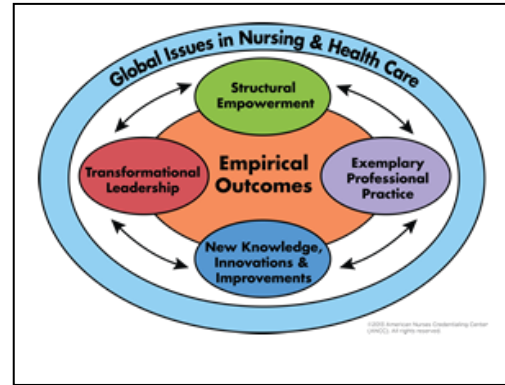 Global Issues in Nursing & Health Care
Structural
Empowerment
Transformational
Leadership
Empirical
Outcomes
Exemplary
Professional
Practice
New Knowledge,
Innovations &
Improvements
American Nurses Credentialing Center
(ANCC). All rights reserved.